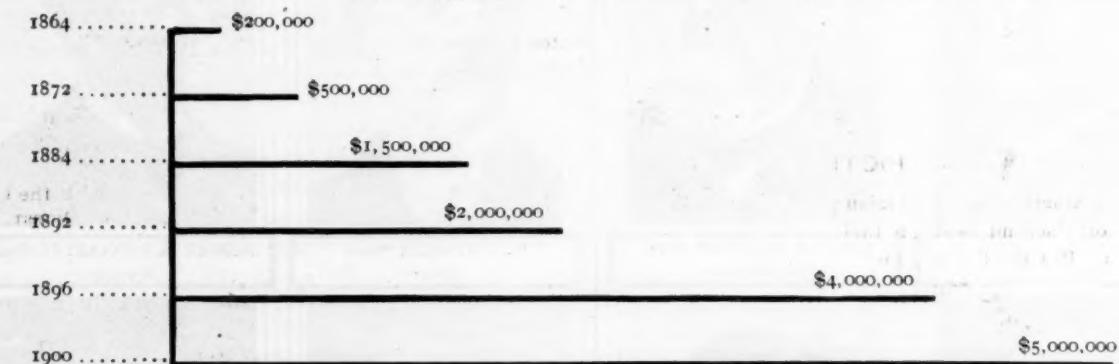 1864 ........ $200,000
1872 ........ $500,000
1884 ........ $1,500,000
1892 ........ $2,000,000
1896 ........ $4,000,000
1900 ........ $5,000,000